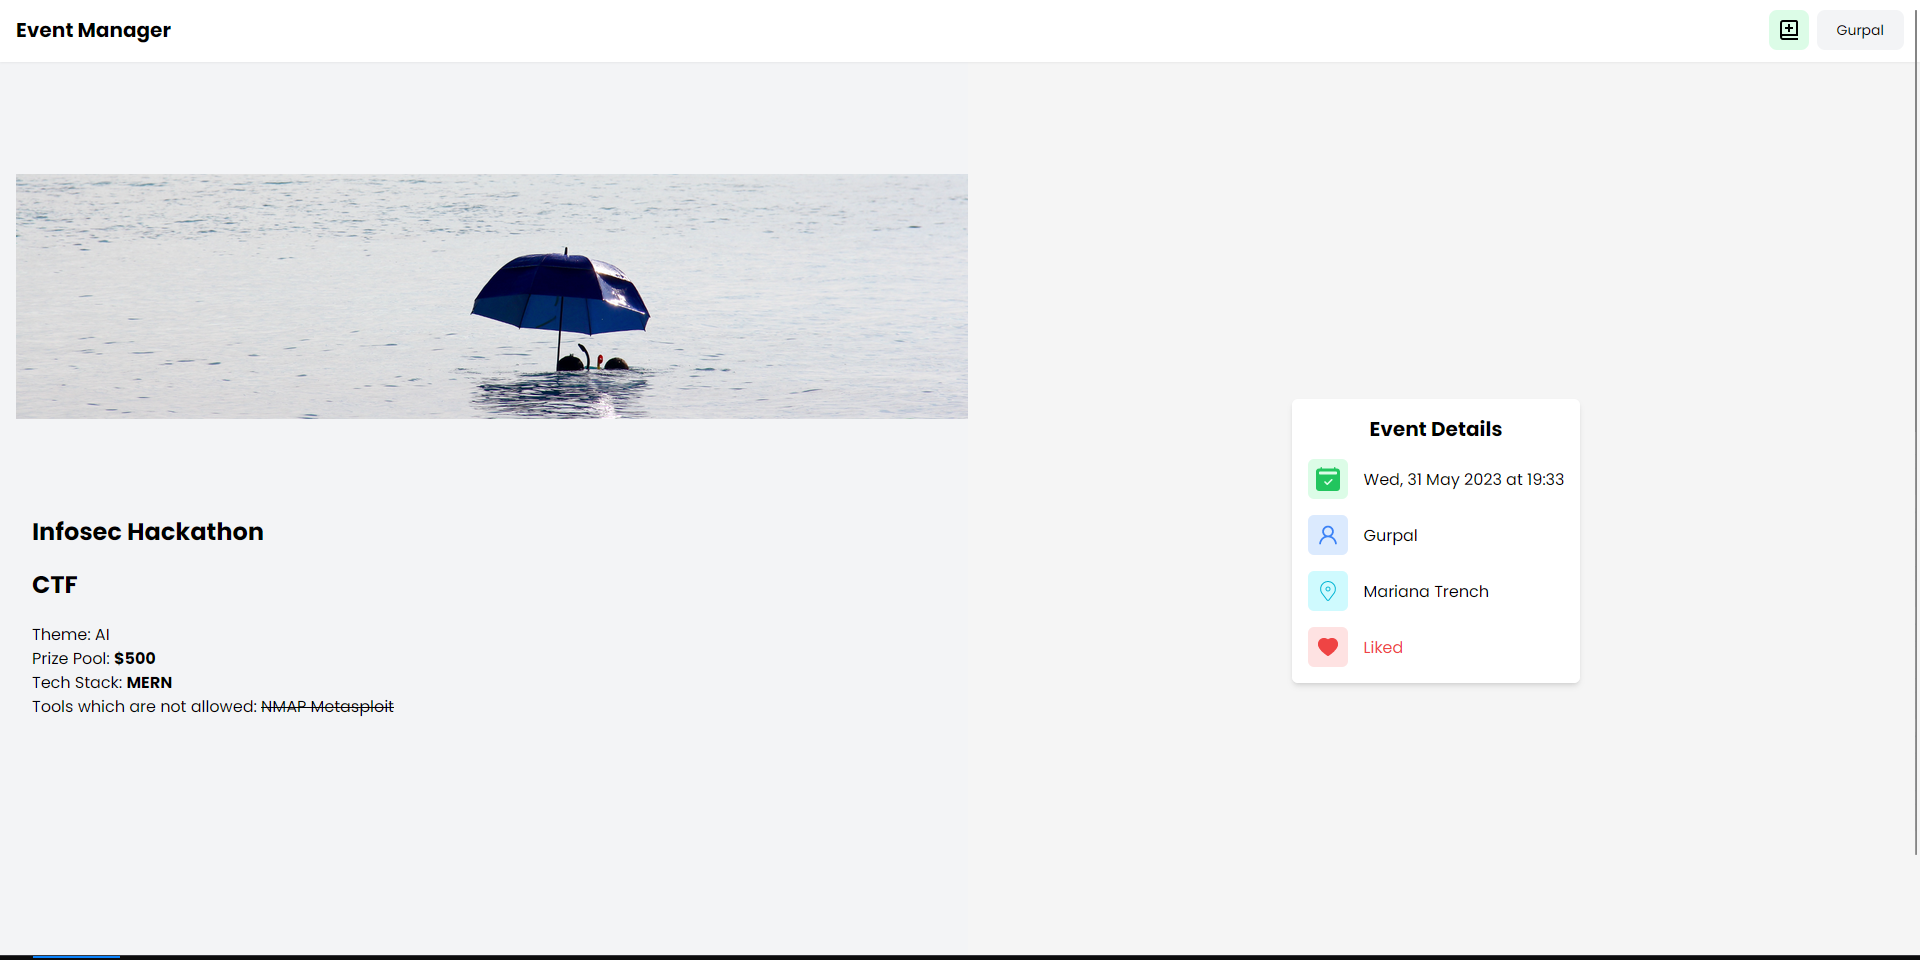 Event Manager
Gurpal
Infosec Hackathon
CTF
Theme: AI
Prize Pool: $500
Tech Stack: MERN
Tools which are not allowed: NMAP Metasploit
Event Details
Wed, 31 May 2023 at 19:33
Gurpal
Mariana Trench
Liked